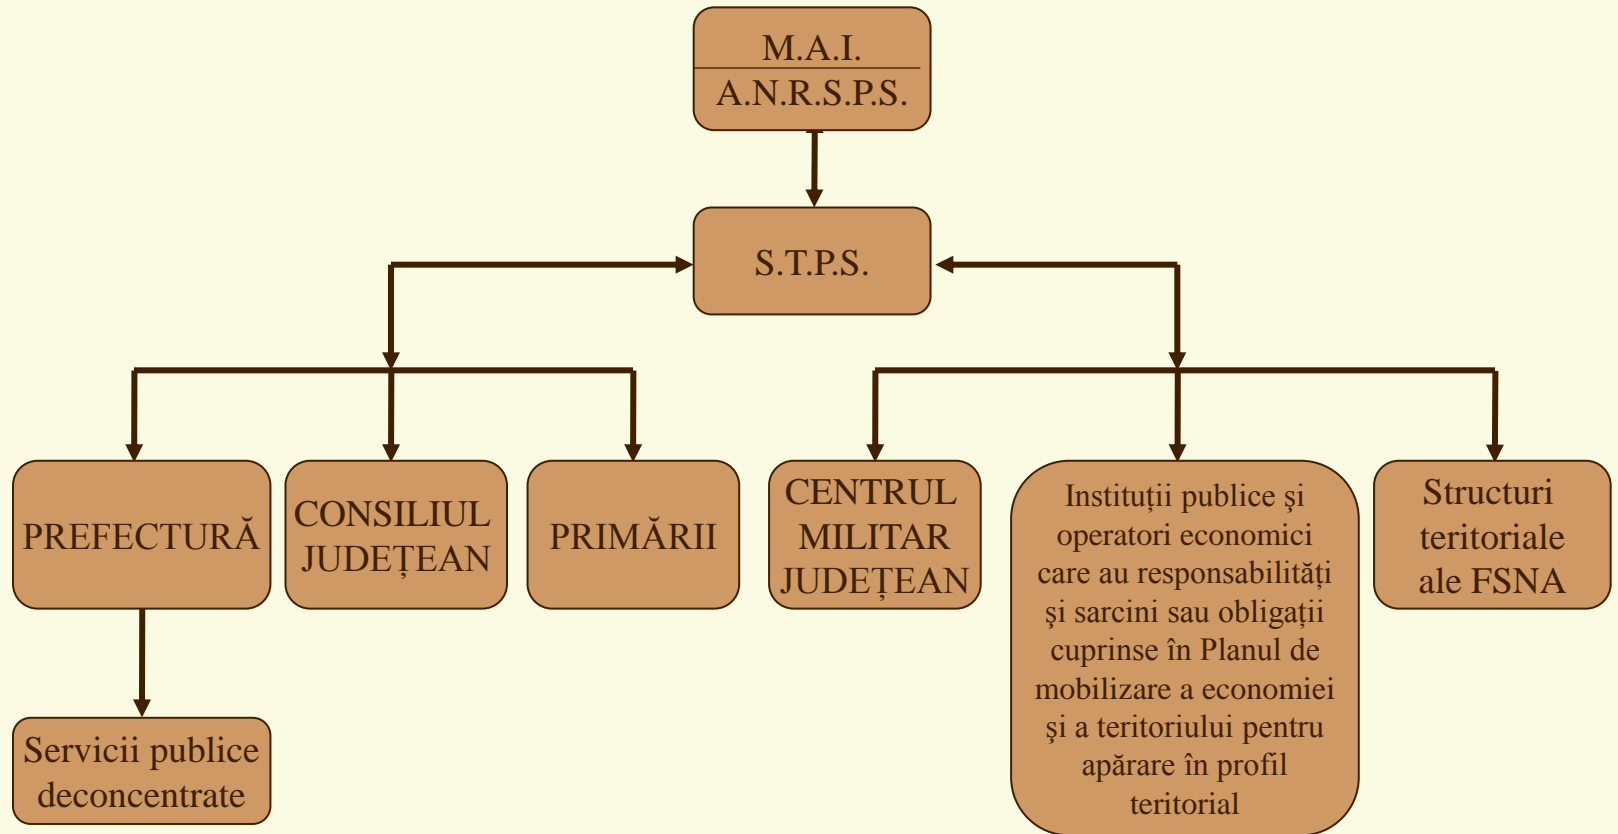 M.A.I.
A.N.R.S.P.S.
S.T.P.S.
PREFECTURĂ
CONSILIUL
JUDEȚEAN
PRIMĂRII
CENTRUL
MILITAR
JUDEȚEAN
Instituții publice şi
operatori economici
care au responsabilități
şi sarcini sau obligații
cuprinse în Planul de
mobilizare a economiei
şi a teritoriului pentru
apărare în profil
teritorial
Structuri
teritoriale
ale FSNA
Servicii publice
deconcentrate